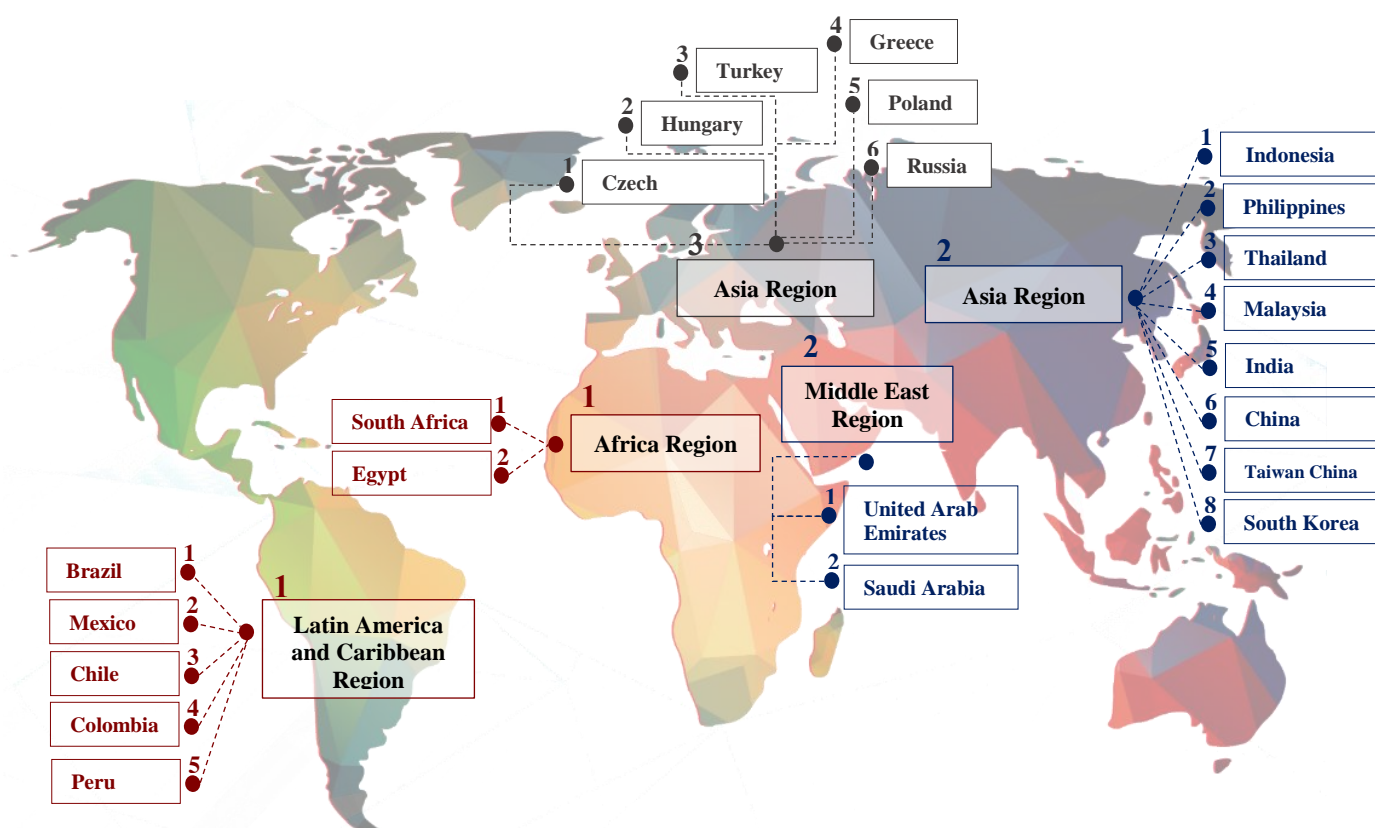 4
Greece
3
Turkey
5
Poland
2
Hungary
6
Russia
1
Czech
3
Asia Region
2
Asia Region
1
Indonesia
2
Philippines
3
Thailand
4
Malaysia
5
India
6
China
7
Taiwan China
8
South Korea
2
Middle East
Region
1
United Arab
Emirates
2
Saudi Arabia
1
Africa Region
1
South Africa
2
Egypt
1
Latin America
and Caribbean
Region
1
Brazil
2
Mexico
3
Chile
4
Colombia
5
Peru